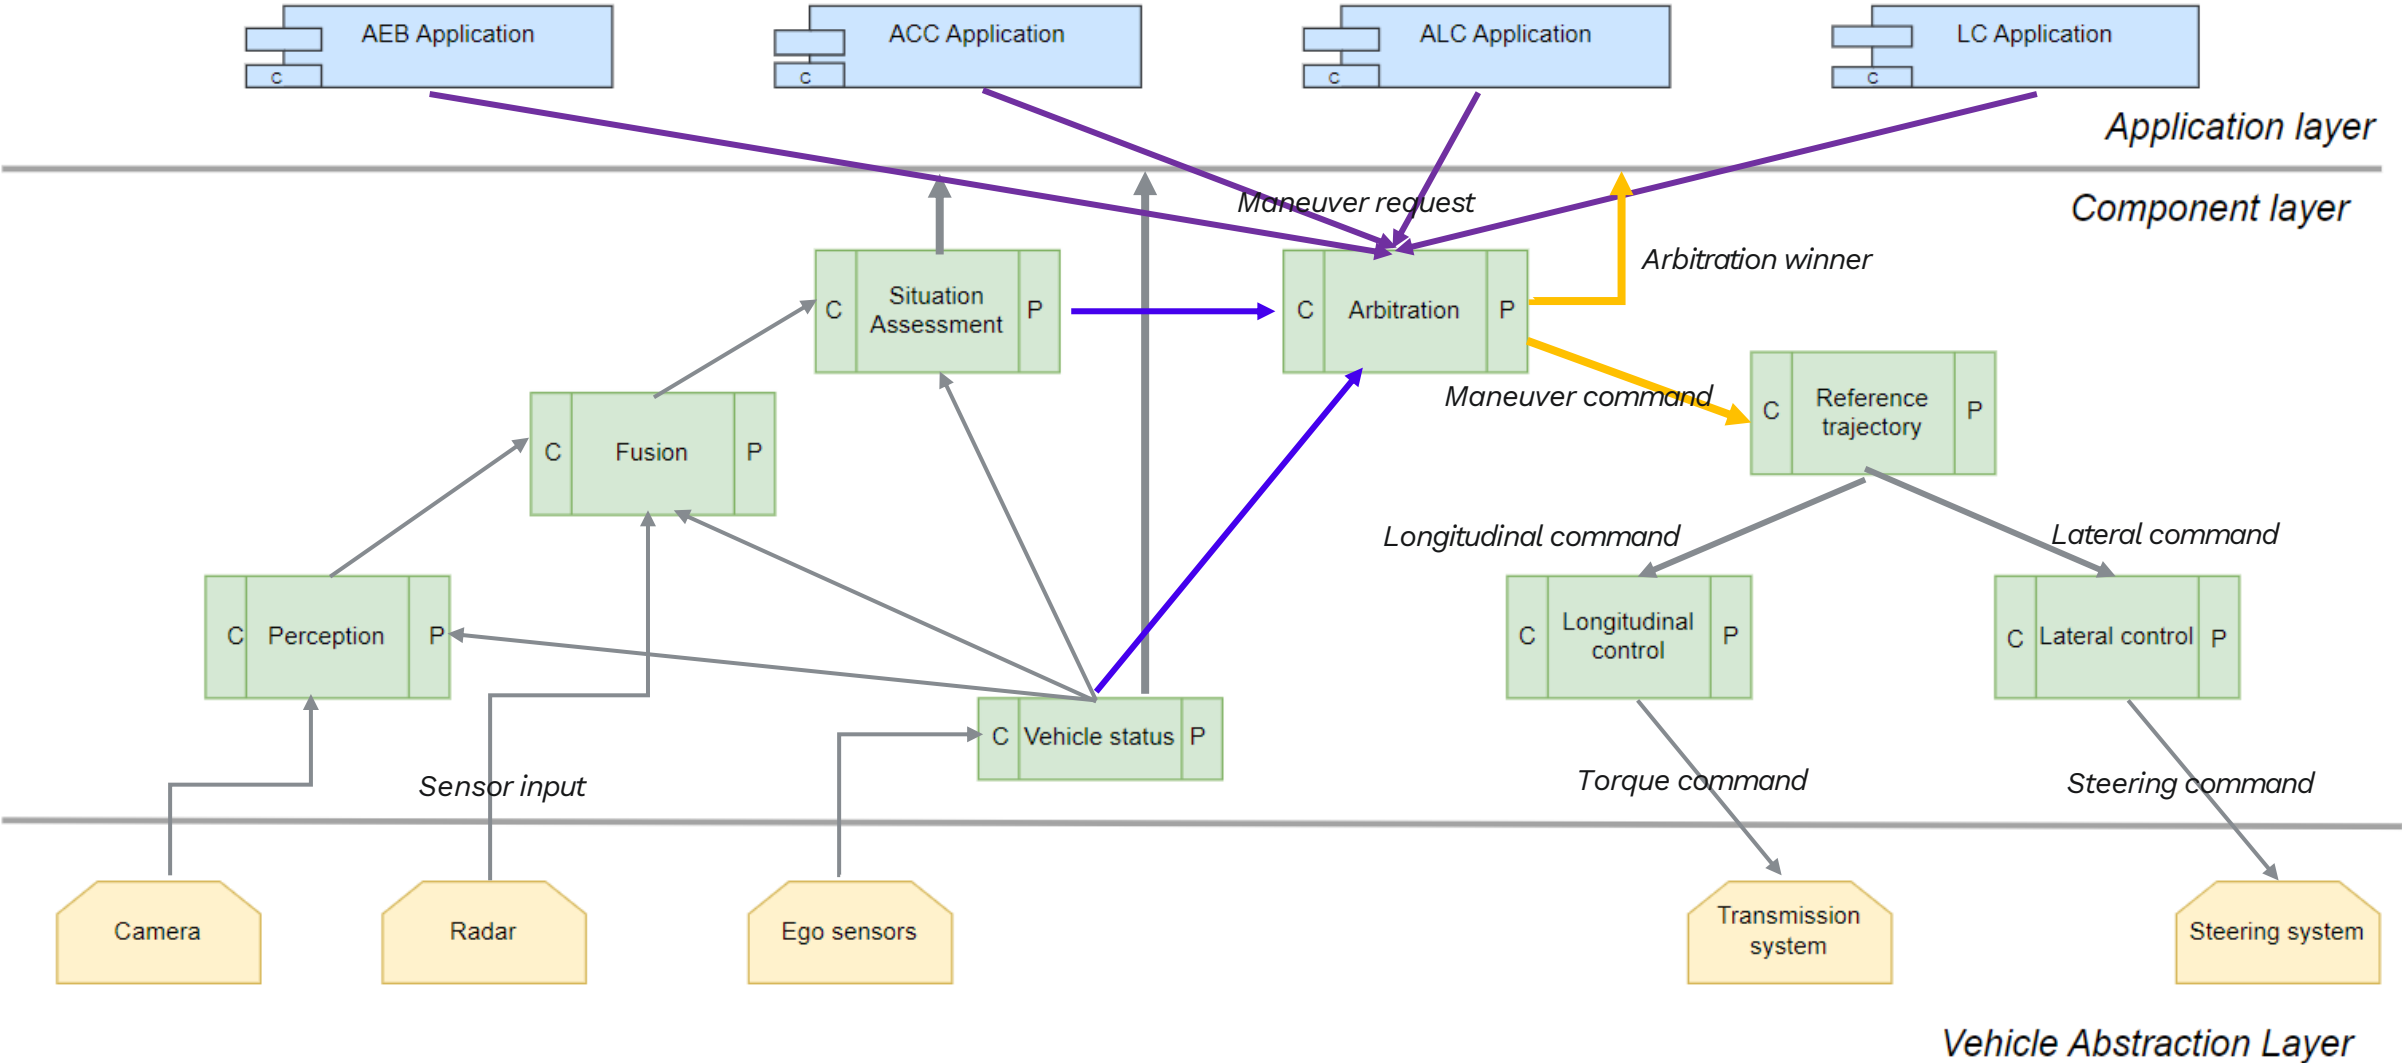 AEB Application
C
ACC Application
C
ALC Application
C
LC Application
C
Application layer
Maneuver request
Component layer
Arbitration winner
C
Situation
Assessment
P
C
Arbitration
P
Maneuver command
C
Reference
trajectory
P
C
Fusion
P
Longitudinal command
Lateral command
C
Perception
P
C
Longitudinal
control
P
C
Lateral control
P
C
Vehicle status
P
Sensor input
Torque command
Steering command
Camera
Radar
Ego sensors
Transmission
system
Steering system
Vehicle Abstraction Layer